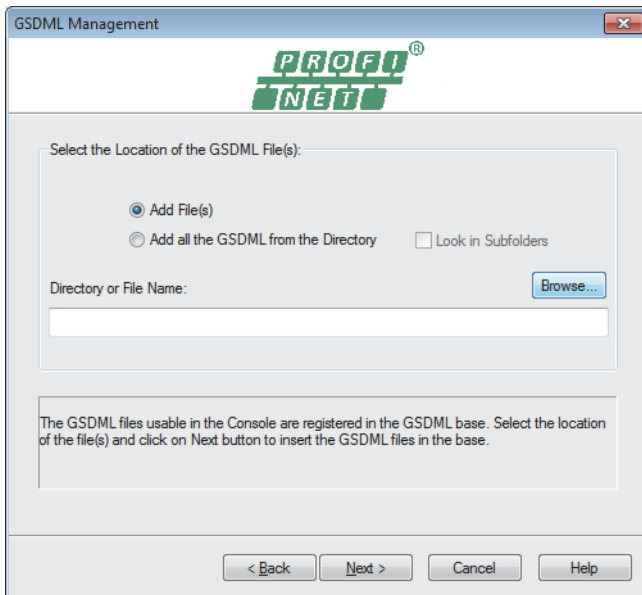 GSDML Management
PROFI®
NET
Select the Location of the GSDML File(s):
Add File(s)
Add all the GSDML from the Directory
Look in Subfolders
Directory or File Name:
Browse...
The GSDML files usable in the Console are registered in the GSDML base. Select the location
of the file(s) and click on Next button to insert the GSDML files in the base.
< Back
Next >
Cancel
Help